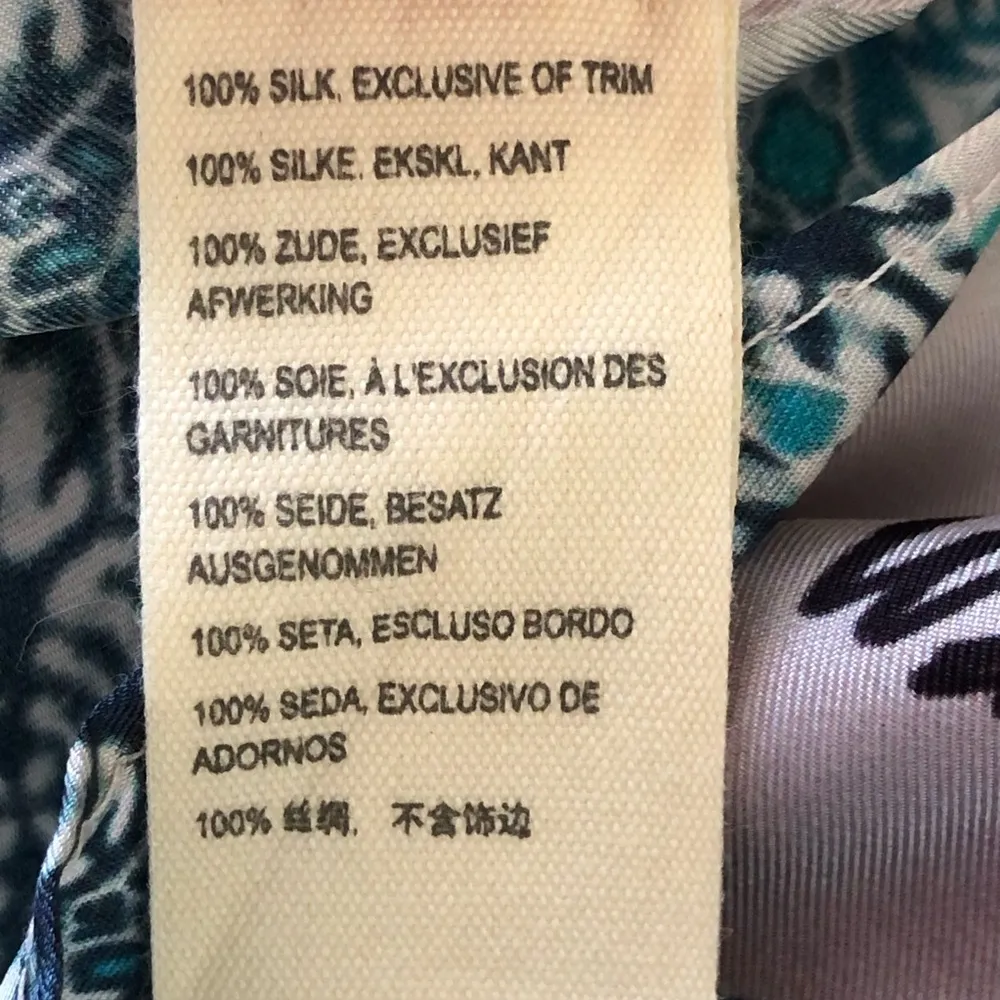 100% SILK, EXCLUSIVE OF TRIM
100% SILKE. EKSKL, KANT
100% ZUDE, EXCLUSIEF
AFWERKING
100% SOIE, À L'EXCLUSION DES
GARNITURES
100% SEIDE, BESATZ
AUSGENOMMEN
100% SETA, ESCLUSO BORDO
100% SEDA, EXCLUSIVO DE
ADORNOS
100% 丝绸, 不含饰边